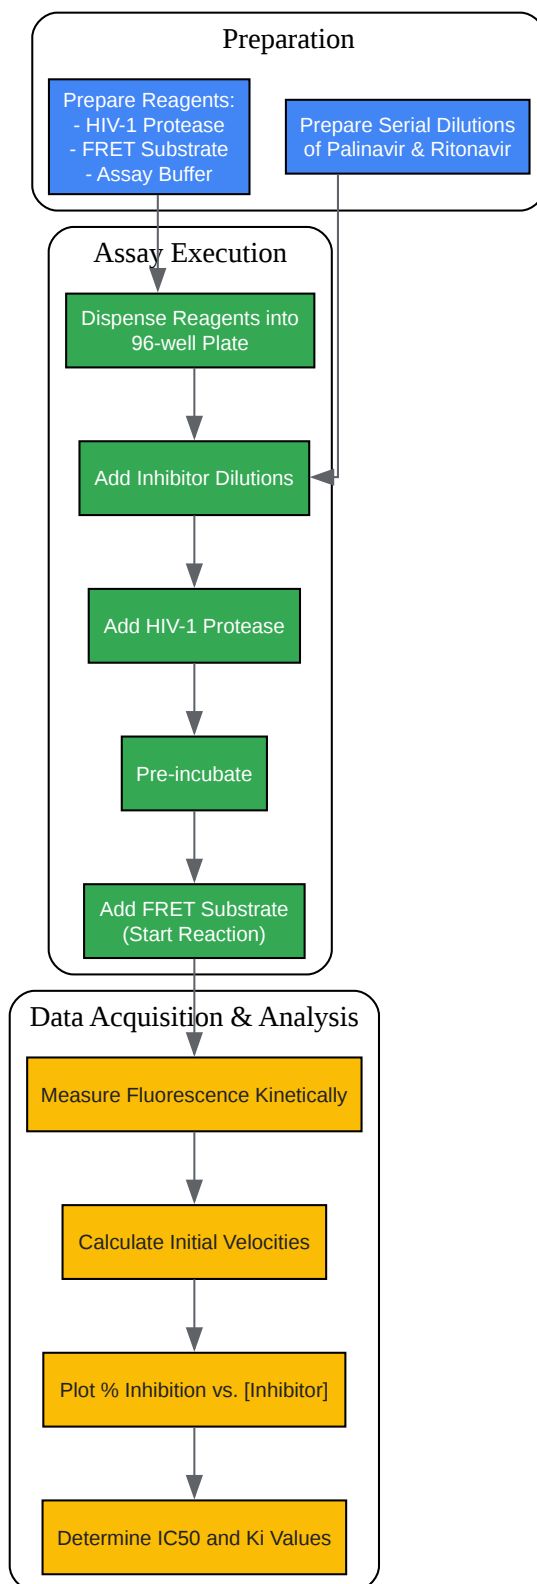 Preparation
Prepare Reagents:
- HIV-1 Protease
- FRET Substrate
- Assay Buffer
Prepare Serial Dilutions
of Palinavir & Ritonavir
Assay Execution
Dispense Reagents into
96-well Plate
Add Inhibitor Dilutions
Add HIV-1 Protease
Pre-incubate
Add FRET Substrate
(Start Reaction)
Data Acquisition & Analysis
Measure Fluorescence Kinetically
Calculate Initial Velocities
Plot % Inhibition vs. [Inhibitor]
Determine IC50 and Ki Values